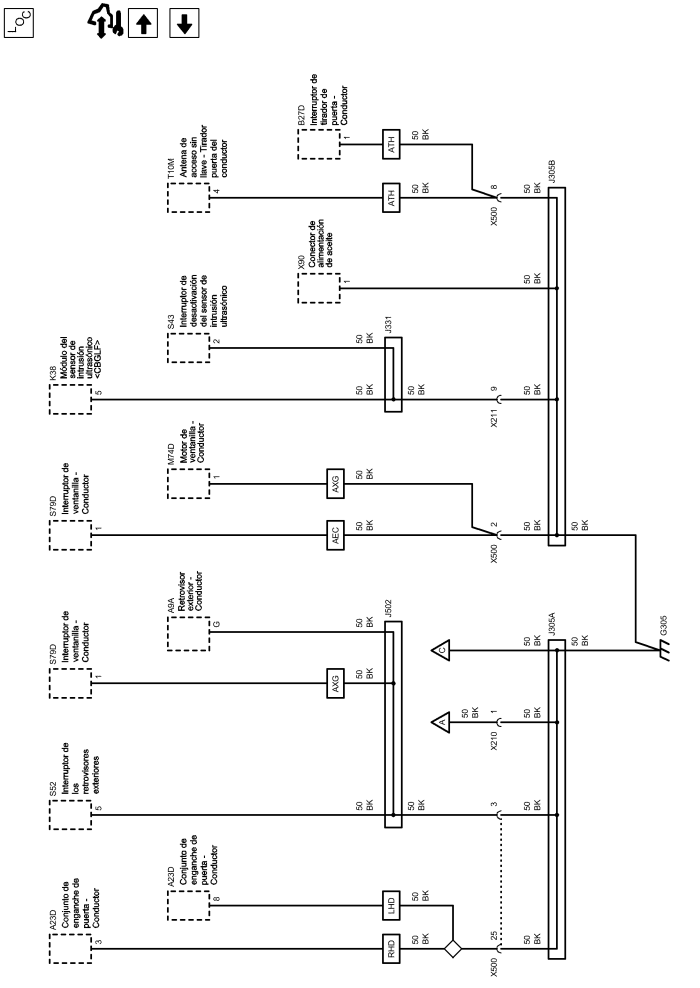 LOC
A23D
Conjunto de
enganche de
puerta -
Conductor
3
RHD
50
BK
25
X500
50
BK
A23D
Conjunto de
enganche de
puerta -
Conductor
8
LHD
50
BK
S52
Interruptor de
los
retrovisores
exteriores
5
50
BK
50
BK
3
50
BK
S79D
Interruptor de
ventanilla -
Conductor
1
AXG
50
BK
A9A
Retrovisor
exterior -
Conductor
G
50
BK
J502
A
50
BK
1
X210
50
BK
C
50
BK
J305A
50
BK
G305
S79D
Interruptor de
ventanilla -
Conductor
1
AEC
50
BK
2
X500
50
BK
50
BK
M74D
Motor de
ventanilla -
Conductor
1
AXG
50
BK
K38
Módulo del
sensor de
intrusión
ultrasónico
<CBGLF>
5
50
BK
50
BK
9
X211
50
BK
S43
Interruptor de
desactivación
del sensor de
intrusión
ultrasónico
2
50
BK
J331
X90
Conector de
alimentación
de aceite
1
50
BK
T10M
Antena de
acceso sin
llave - Tirador
puerta del
conductor
4
ATH
50
BK
8
X500
50
BK
B27D
Interruptor de
tirador de
puerta -
Conductor
1
ATH
50
BK
J305B